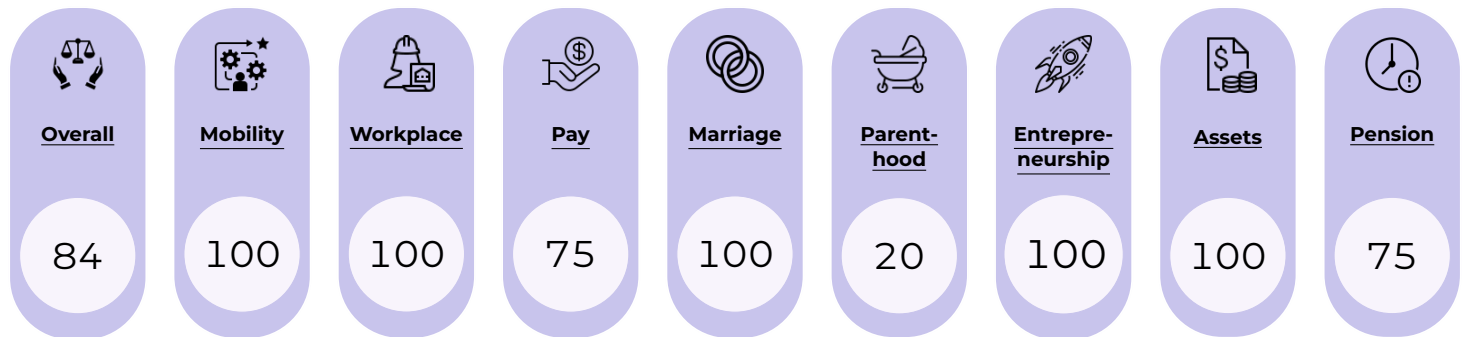 Overall
84
Mobility
100
Workplace
100
Pay
75
Marriage
100
Parent-
hood
20
Entrepre-
neurship
100
Assets
100
Pension
75